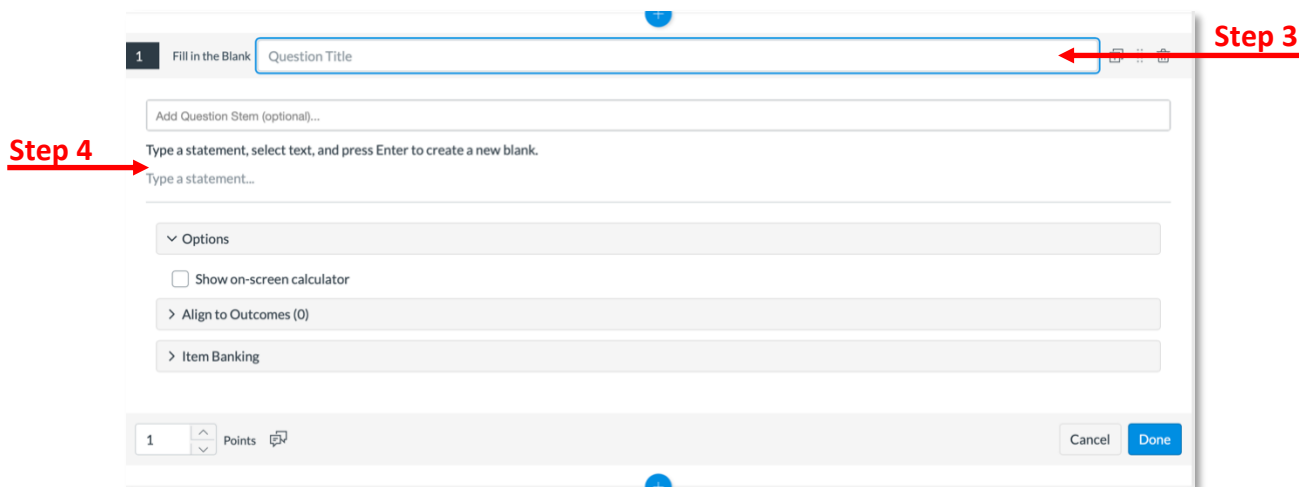 Step 3
1 Fill in the Blank Question Title
Add Question Stem (optional)...
Step 4
Type a statement, select text, and press Enter to create a new blank.
Type a statement...
Options
Show on-screen calculator
Align to Outcomes (0)
Item Banking
1 Points Cancel Done